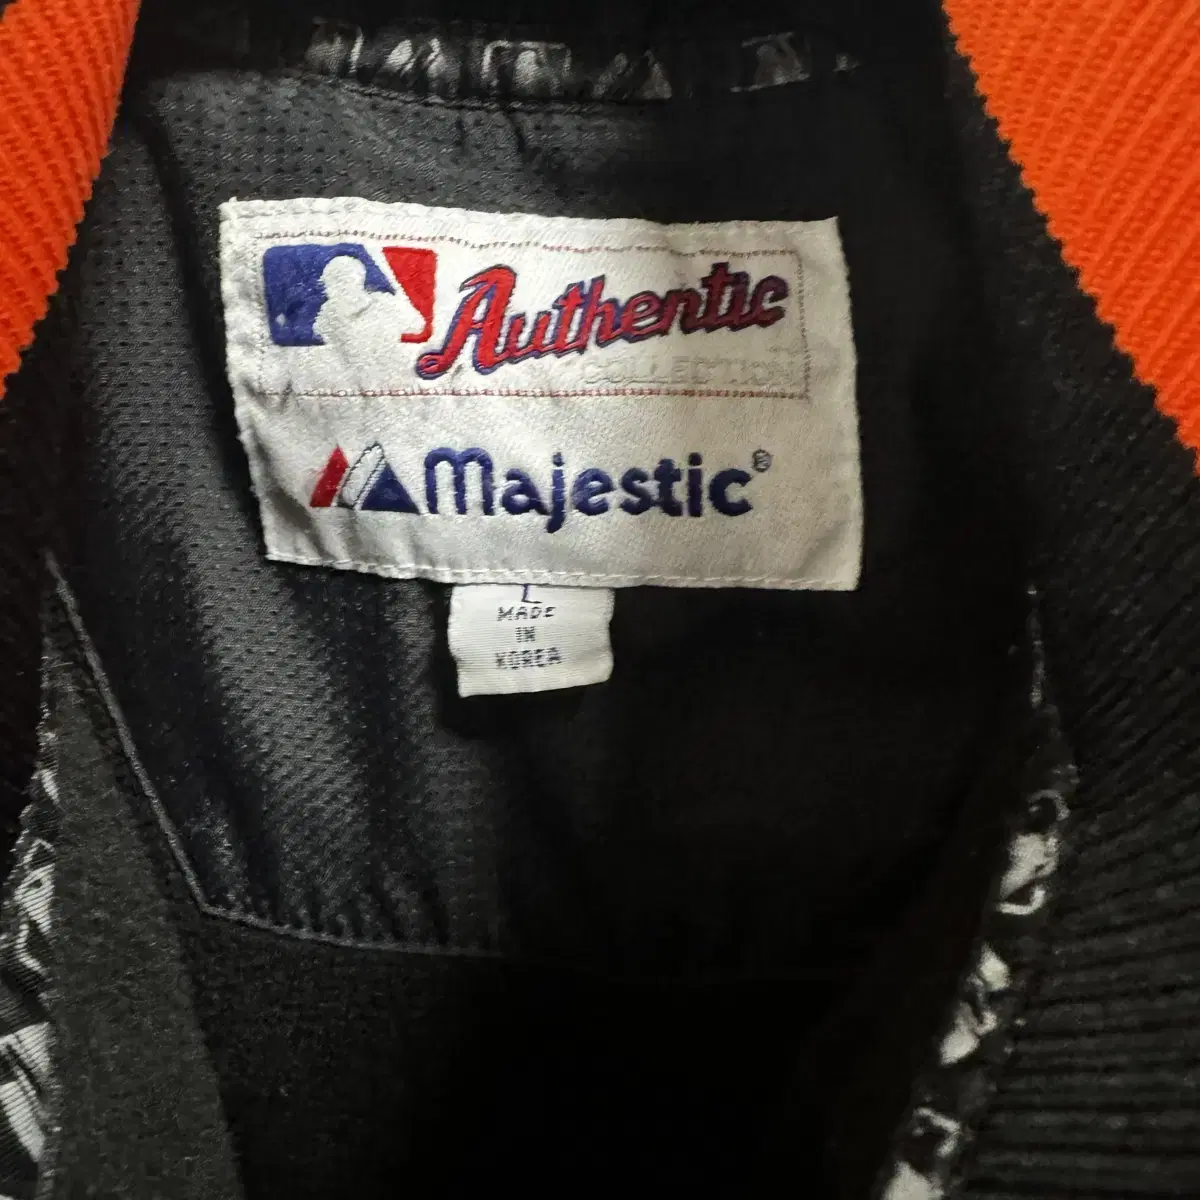 Authentic
COLLECTION
Majestic®
L
MADE
IN
KOREA